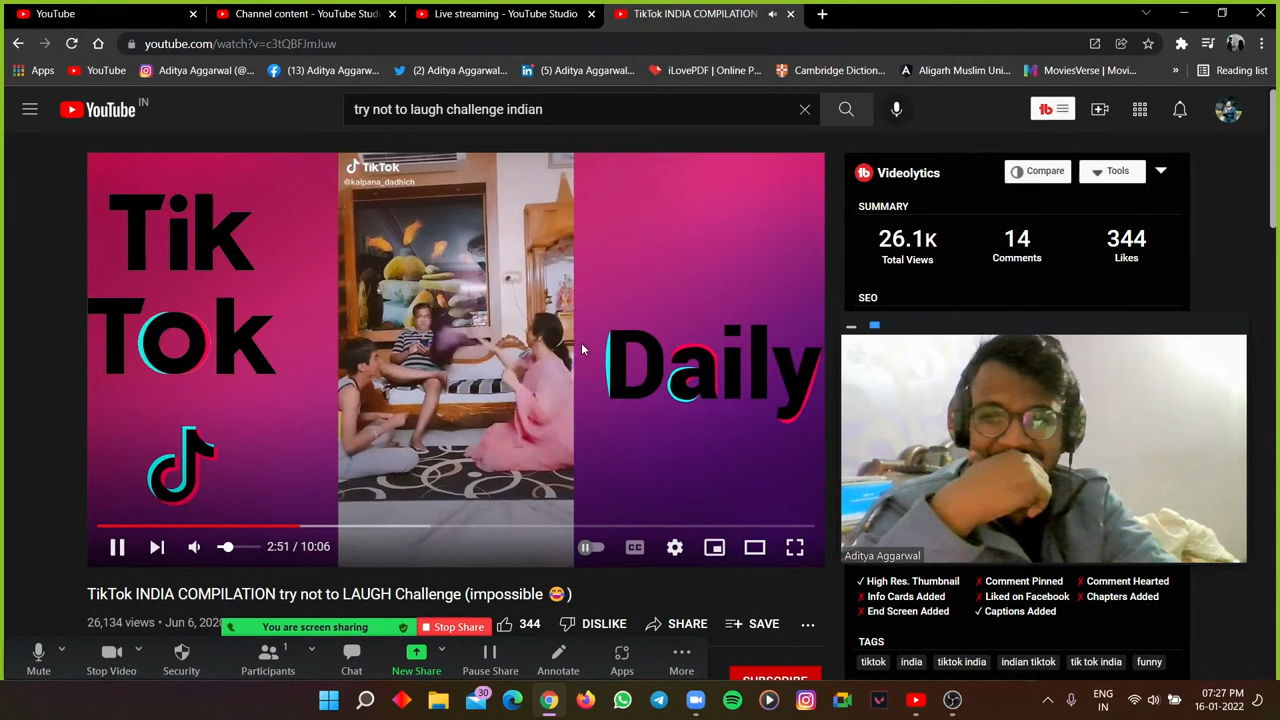 YouTube
Channel content - YouTube Stud
Live streaming - YouTube Studio
TikTok INDIA COMPILATION
youtube.com/watch?v=c3tQBFJmJuw
Apps
YouTube
Aditya Aggarwal (@...
(13) Aditya Aggarw...
(2) Aditya Aggarwal...
(5) Aditya Aggarwal...
iLovePDF | Online P...
Cambridge Diction...
Aligarh Muslim Uni...
MoviesVerse | Movi...
»
Reading list
YouTube IN
try not to laugh challenge indian
Tik
Tok
TikTok
@kalpana_dadhich
Daily
2:51 / 10:06
CC
Videolytics
Compare
Tools
SUMMARY
26.1K
14
344
Total Views
Comments
Likes
SEO
Aditya Aggarwal
✓ High Res. Thumbnail
✗ Comment Pinned
✗ Comment Hearted
✗ Info Cards Added
✗ Liked on Facebook
✗ Chapters Added
✗ End Screen Added
✓ Captions Added
TAGS
tiktok
india
tiktok india
indian tiktok
tik tok india
funny
TikTok INDIA COMPILATION try not to LAUGH Challenge (impossible 😂)
26,134 views • Jun 6, 2020
344
DISLIKE
SHARE
SAVE
...
You are screen sharing
Stop Share
SUBSCRIBE
1
Mute
Stop Video
Security
Participants
Chat
New Share
Pause Share
Annotate
Apps
More
30
ENG
IN
07:27 PM
16-01-2022